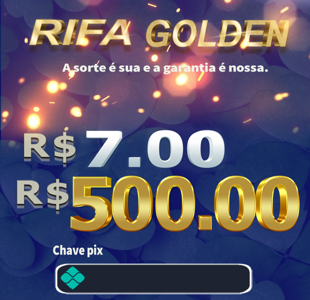 RIFA GOLDEN
A sorte é sua e a garantia é nossa.
R$ 7.00
R$ 500.00
Chave pix